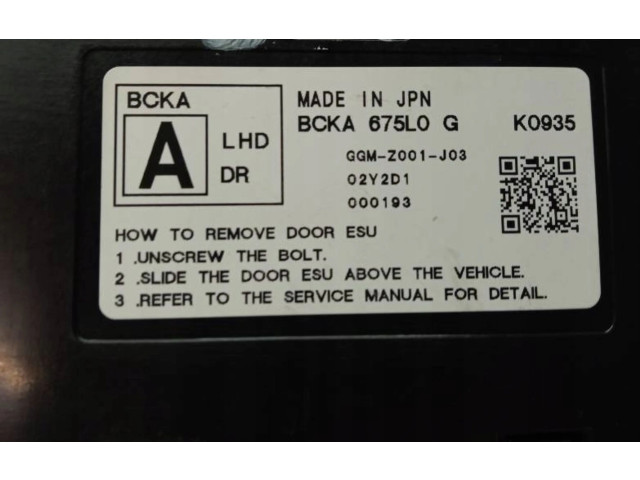 BCKA
A
LHD
DR
MADE IN JPN
BCKA 675L0 G K0935
GGM-Z001-J03
02Y2D1
000193
HOW TO REMOVE DOOR ESU
1 .UNSCREW THE BOLT.
2 .SLIDE THE DOOR ESU ABOVE THE VEHICLE.
3 .REFER TO THE SERVICE MANUAL FOR DETAIL.